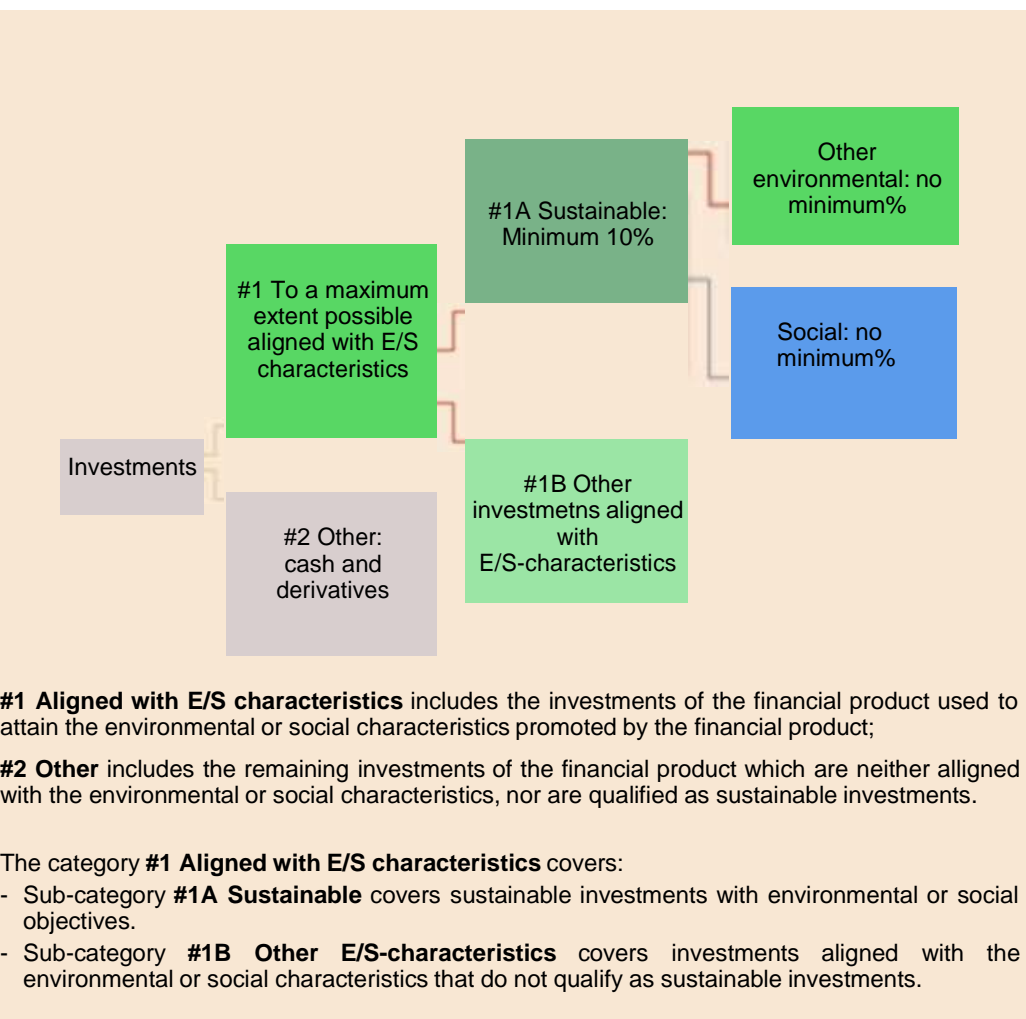 Other
environmental: no
minimum%
#1A Sustainable:
Minimum 10%
#1 To a maximum
extent possible
aligned with E/S
characteristics
Social: no
minimum%
Investments
#1B Other
investmetns aligned
with
E/S-characteristics
#2 Other:
cash and
derivatives
#1 Aligned with E/S characteristics includes the investments of the financial product used to
attain the environmental or social characteristics promoted by the financial product;
#2 Other includes the remaining investments of the financial product which are neither alligned
with the environmental or social characteristics, nor are qualified as sustainable investments.
The category #1 Aligned with E/S characteristics covers:
- Sub-category #1A Sustainable covers sustainable investments with environmental or social
objectives.
- Sub-category #1B Other E/S-characteristics covers investments aligned with the
environmental or social characteristics that do not qualify as sustainable investments.